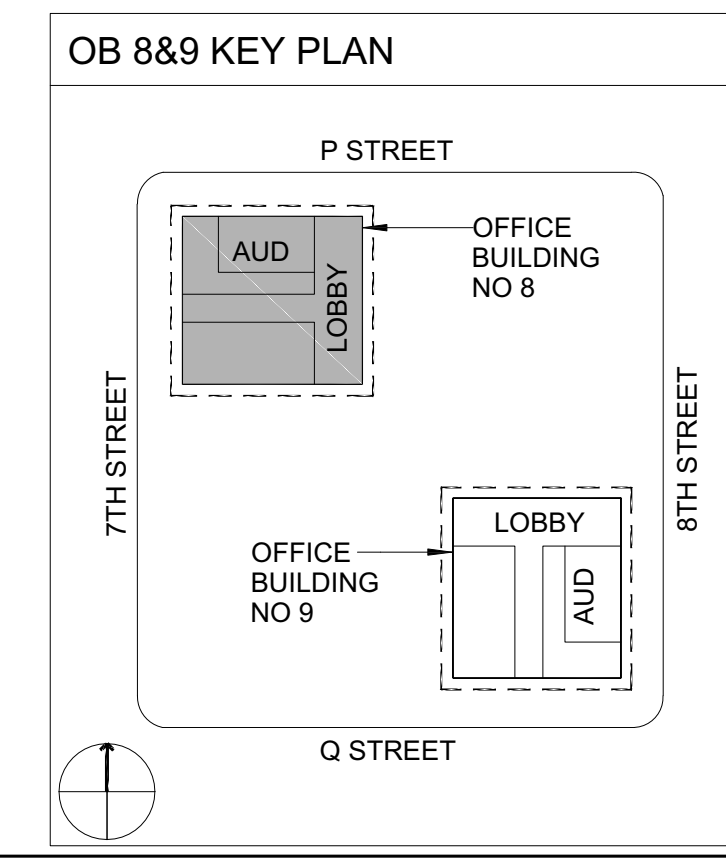 OB 8&9 KEY PLAN
P STREET
AUD
LOBBY
OFFICE
BUILDING
NO 8
7TH STREET
8TH STREET
LOBBY
AUD
OFFICE
BUILDING
NO 9
Q STREET